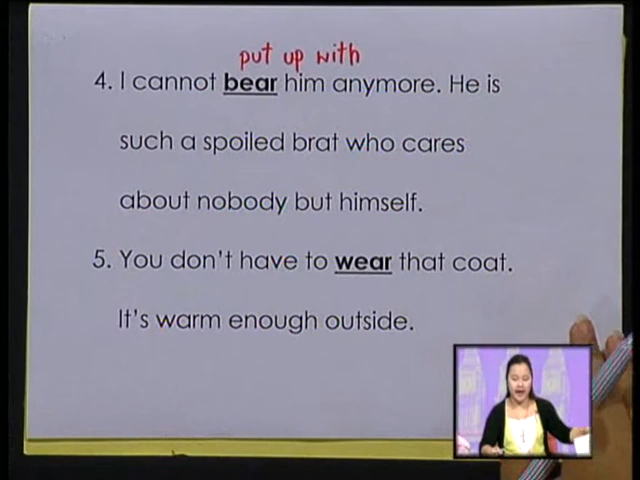 put up with
4. I cannot bear him anymore. He is
such a spoiled brat who cares
about nobody but himself.
5. You don't have to wear that coat.
It's warm enough outside.